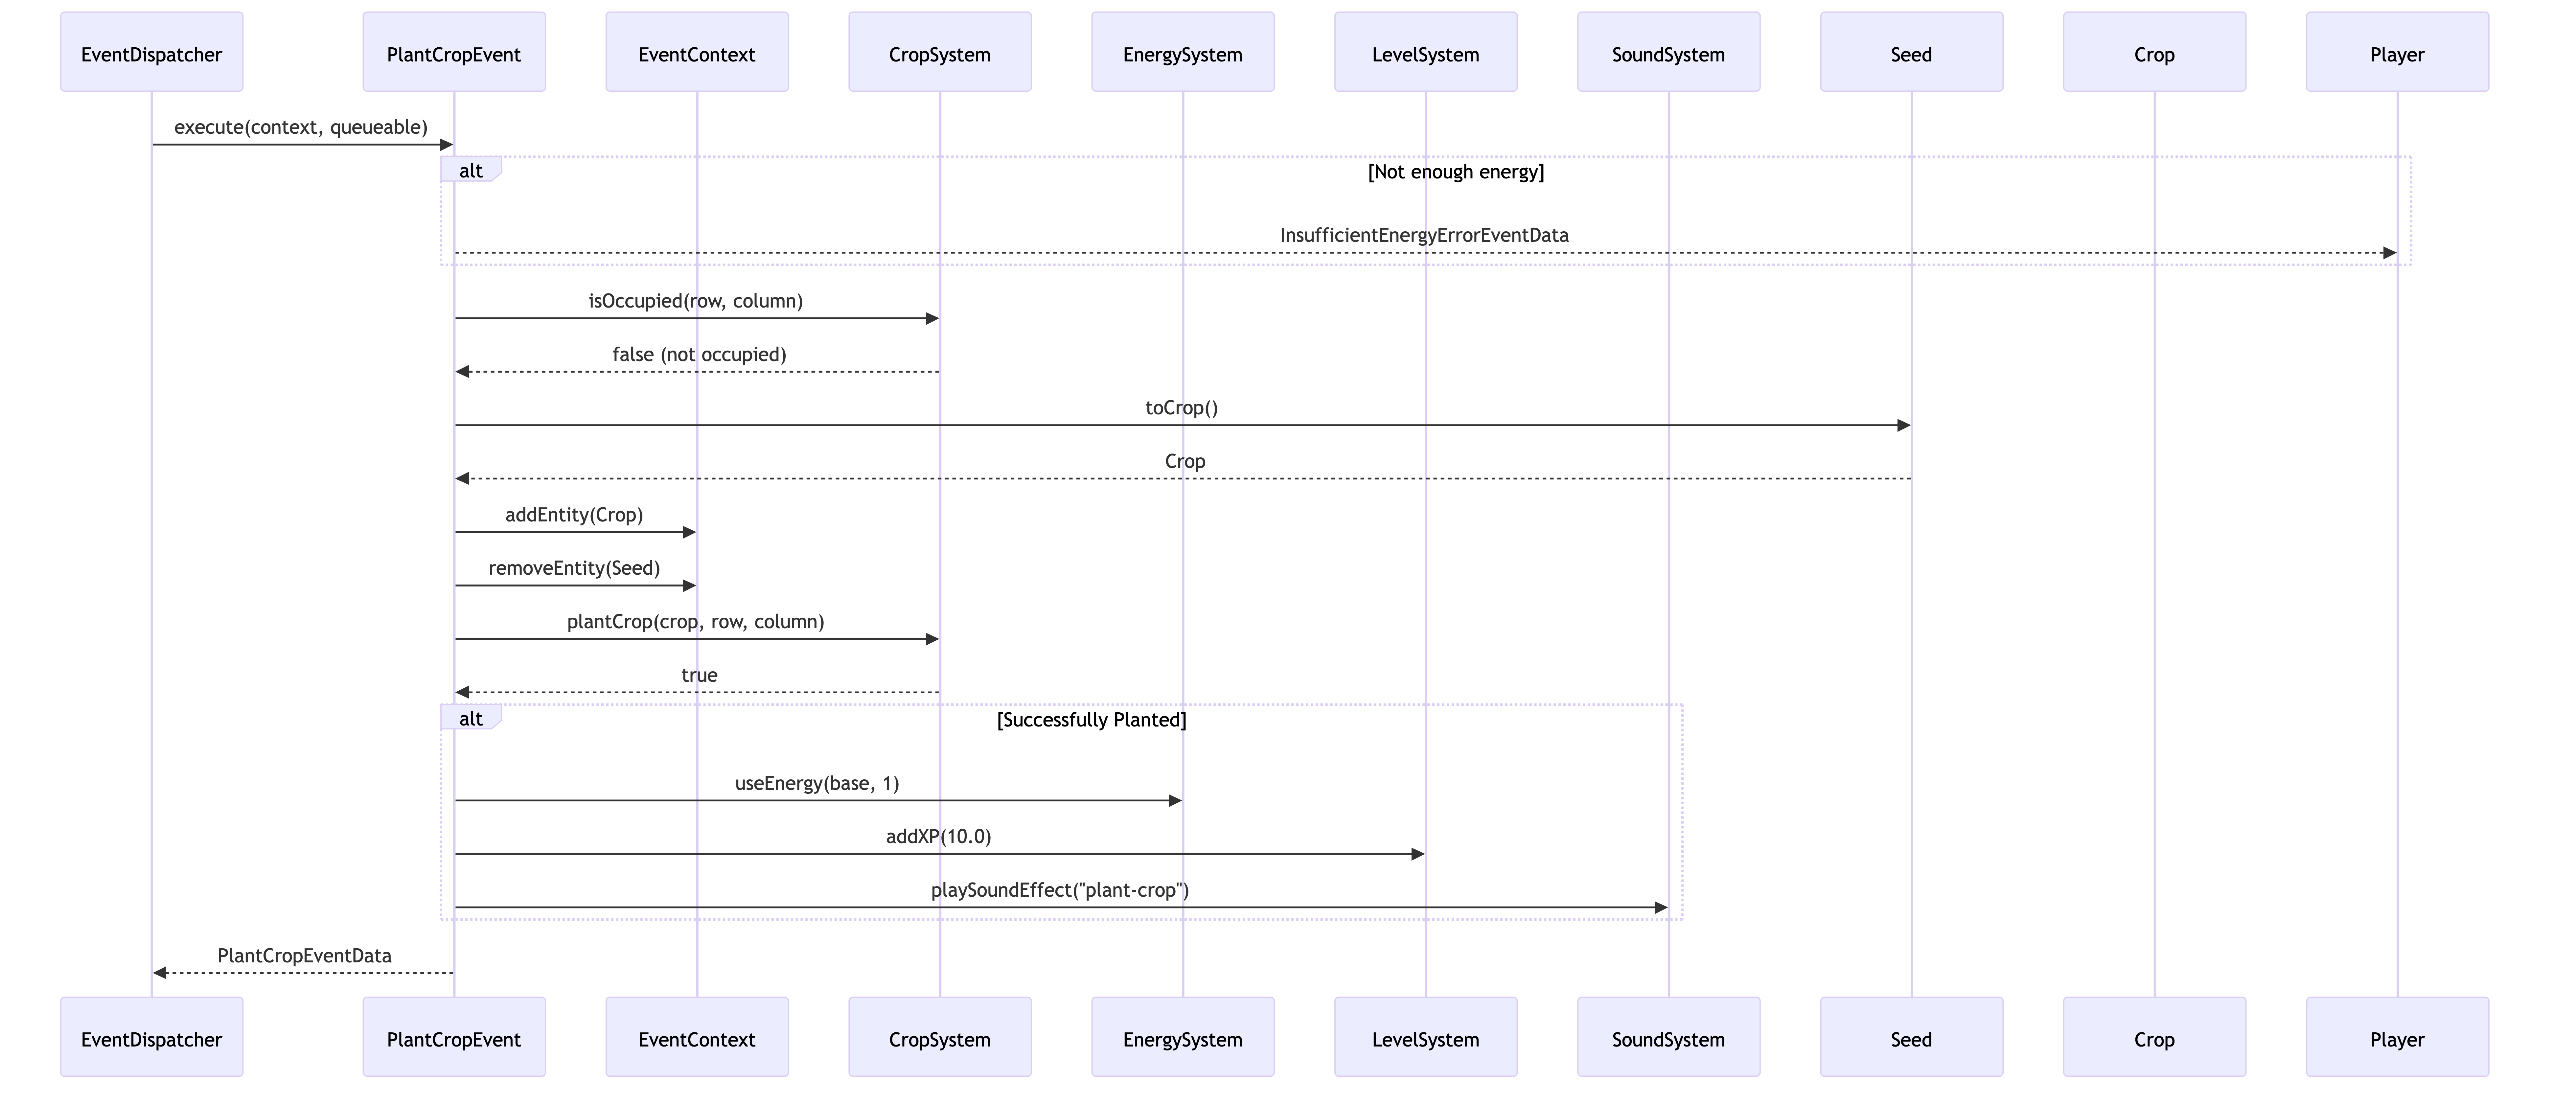 EventDispatcher
PlantCropEvent
EventContext
CropSystem
EnergySystem
LevelSystem
SoundSystem
Seed
Crop
Player
execute(context, queueable)
alt
[Not enough energy]
InsufficientEnergyErrorEventData
isOccupied(row, column)
false (not occupied)
toCrop()
Crop
addEntity(Crop)
removeEntity(Seed)
plantCrop(crop, row, column)
true
alt
[Successfully Planted]
useEnergy(base, 1)
addXP(10.0)
playSoundEffect("plant-crop")
PlantCropEventData
EventDispatcher
PlantCropEvent
EventContext
CropSystem
EnergySystem
LevelSystem
SoundSystem
Seed
Crop
Player